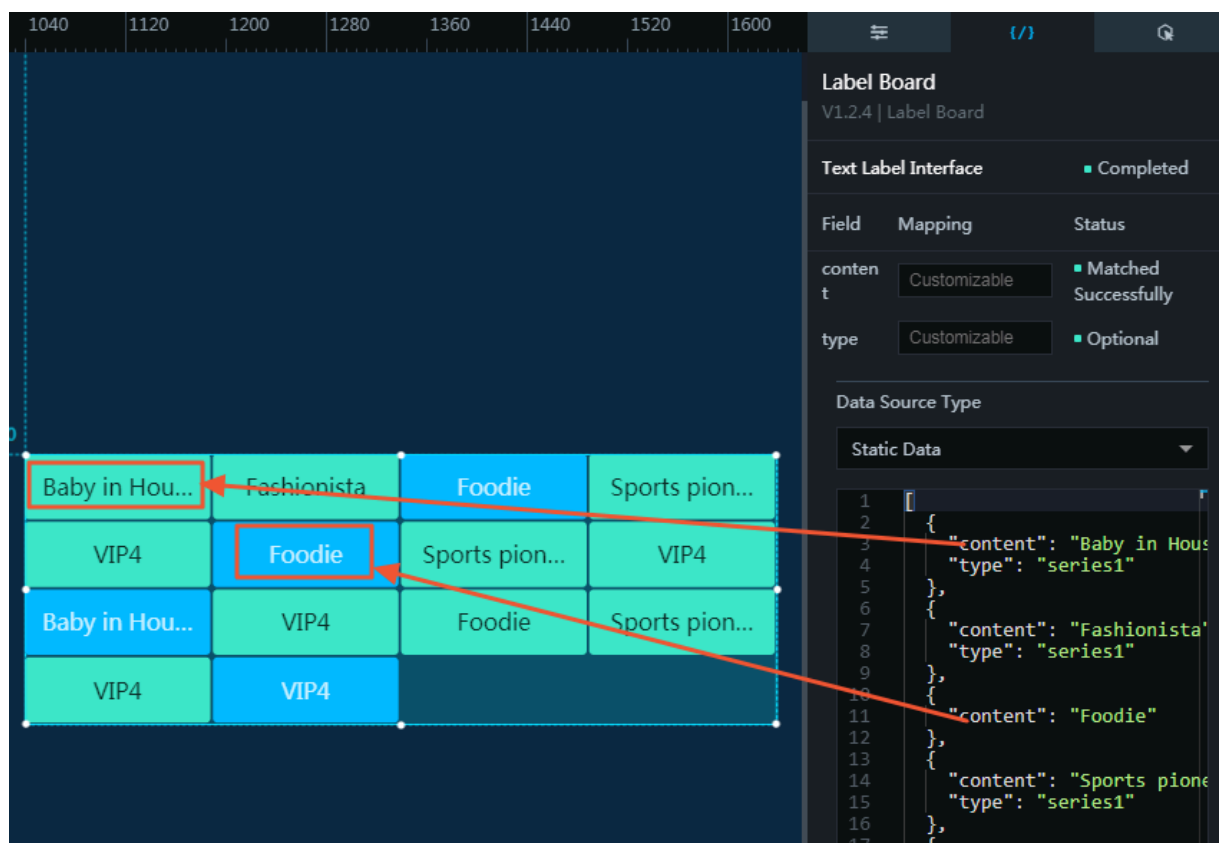 1040 1120 1200 1280 1360 1440 1520 1600
{/}
Label Board
V1.2.4 | Label Board
Text Label Interface Completed
Field Mapping Status
conten
t
Customizable
Matched
Successfully
type Customizable Optional
Data Source Type
Static Data
Baby in Hou... Fashionista Foodie Sports pion...
VIP4 Foodie Sports pion... VIP4
Baby in Hou... VIP4 Foodie Sports pion...
VIP4 VIP4
1 [
2 {
3 "content": "Baby in Hous
4 "type": "series1"
5 },
6 {
7 "content": "Fashionista"
8 "type": "series1"
9 },
10 {
11 "content": "Foodie"
12 },
13 {
14 "content": "Sports pione
15 "type": "series1"
16 },
17 {